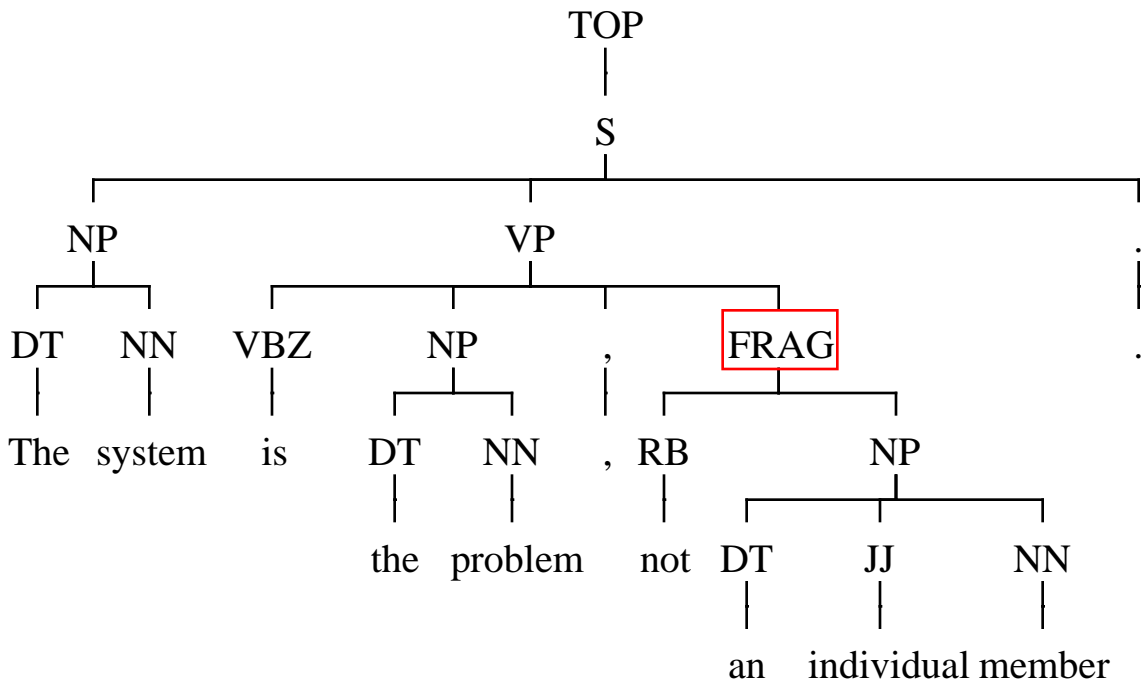 TOP
S
NP VP .
DT NN VBZ NP , FRAG .
The system is DT NN , RB NP
the problem not DT JJ NN
an individual member